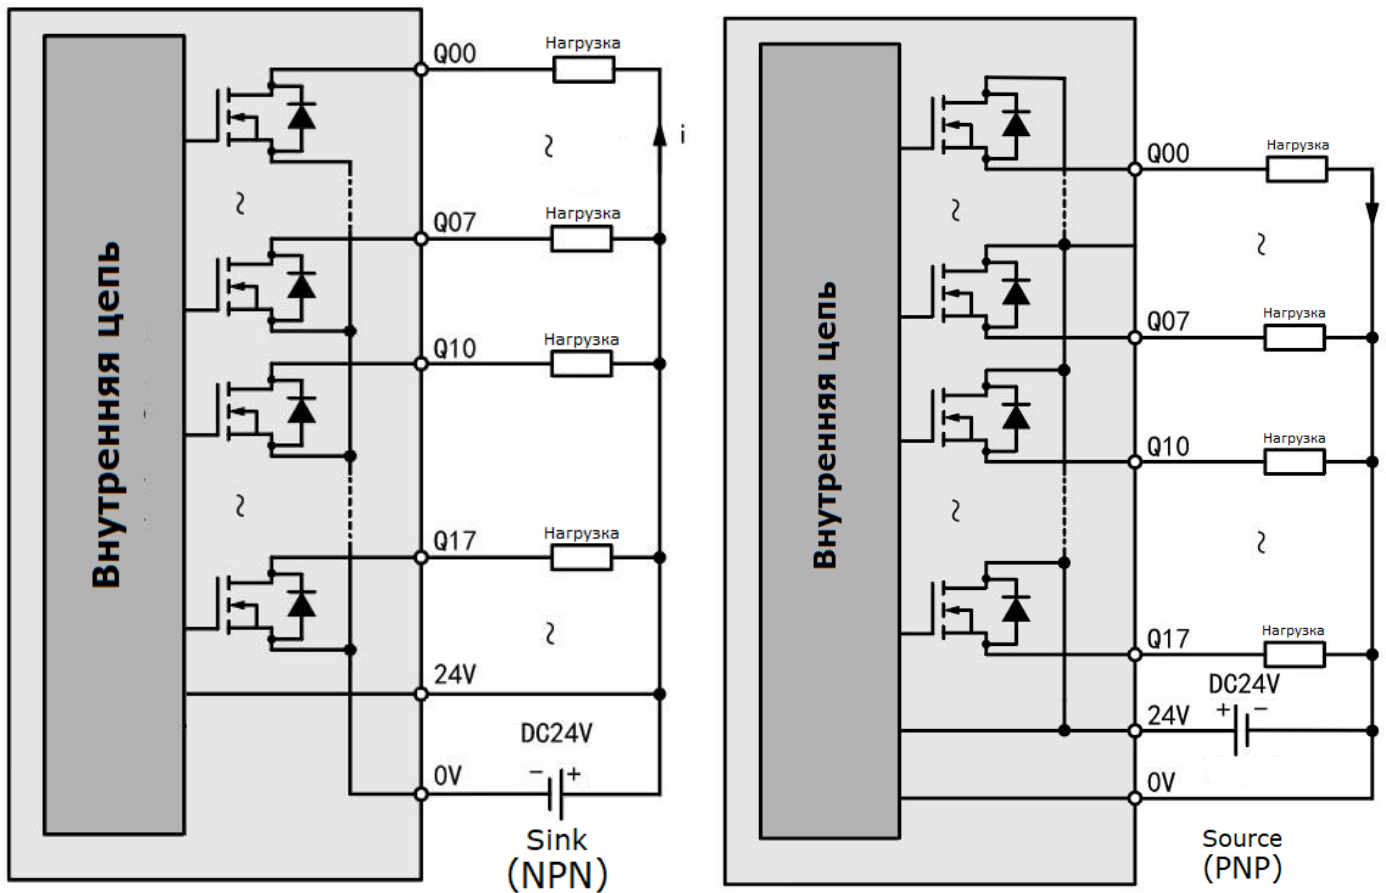 Внутренняя цепь
Q00
Нагрузка
i
~
~
Q07
Нагрузка
Q10
Нагрузка
~
Q17
Нагрузка
~
24V
DC24V
0V
- +
Sink
(NPN)
Внутренняя цепь
Q00
Нагрузка
~
~
Q07
Нагрузка
Q10
Нагрузка
~
~
Q17
Нагрузка
DC24V
24V
+ -
0V
Source
(PNP)